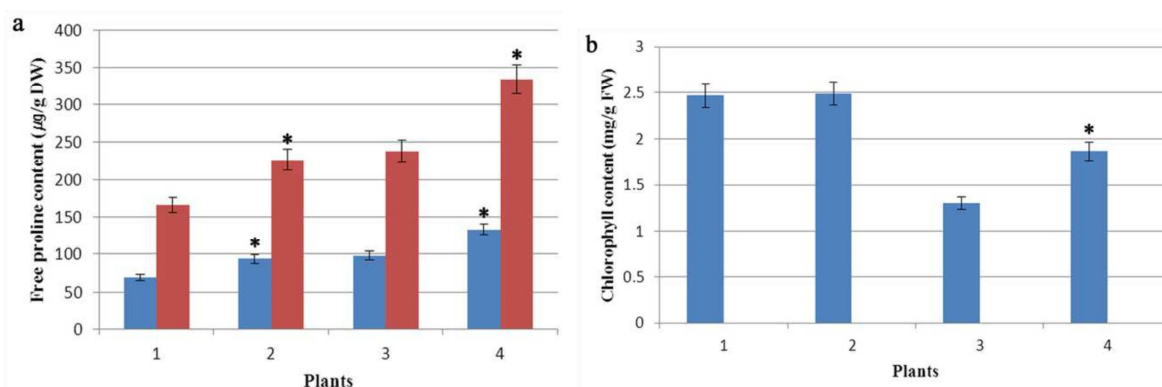 a
Free proline content (µg/g DW)
400
350
300
250
200
150
100
50
0
*
*
*
*
1 2 3 4
Plants
b
Chlorophyll content (mg/g FW)
3
2.5
2
1.5
1
0.5
0
*
1 2 3 4
Plants